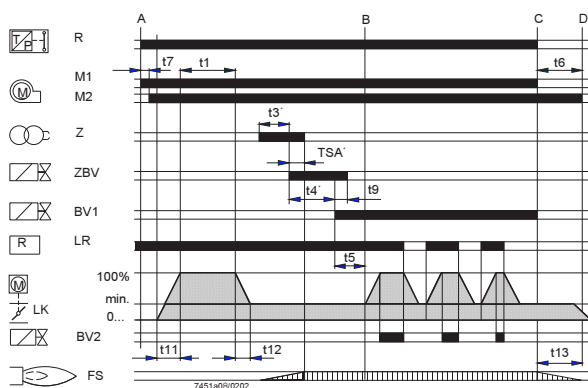 A B C D
T/P R
t7 t1 t6
M M1
M2
t3´
Z
TSA´
ZBV
t4´ t9
BV1
R LR
t5
100%
M min.
LK
0...
BV2
t11 t12 t13
FS
7451a08/0202